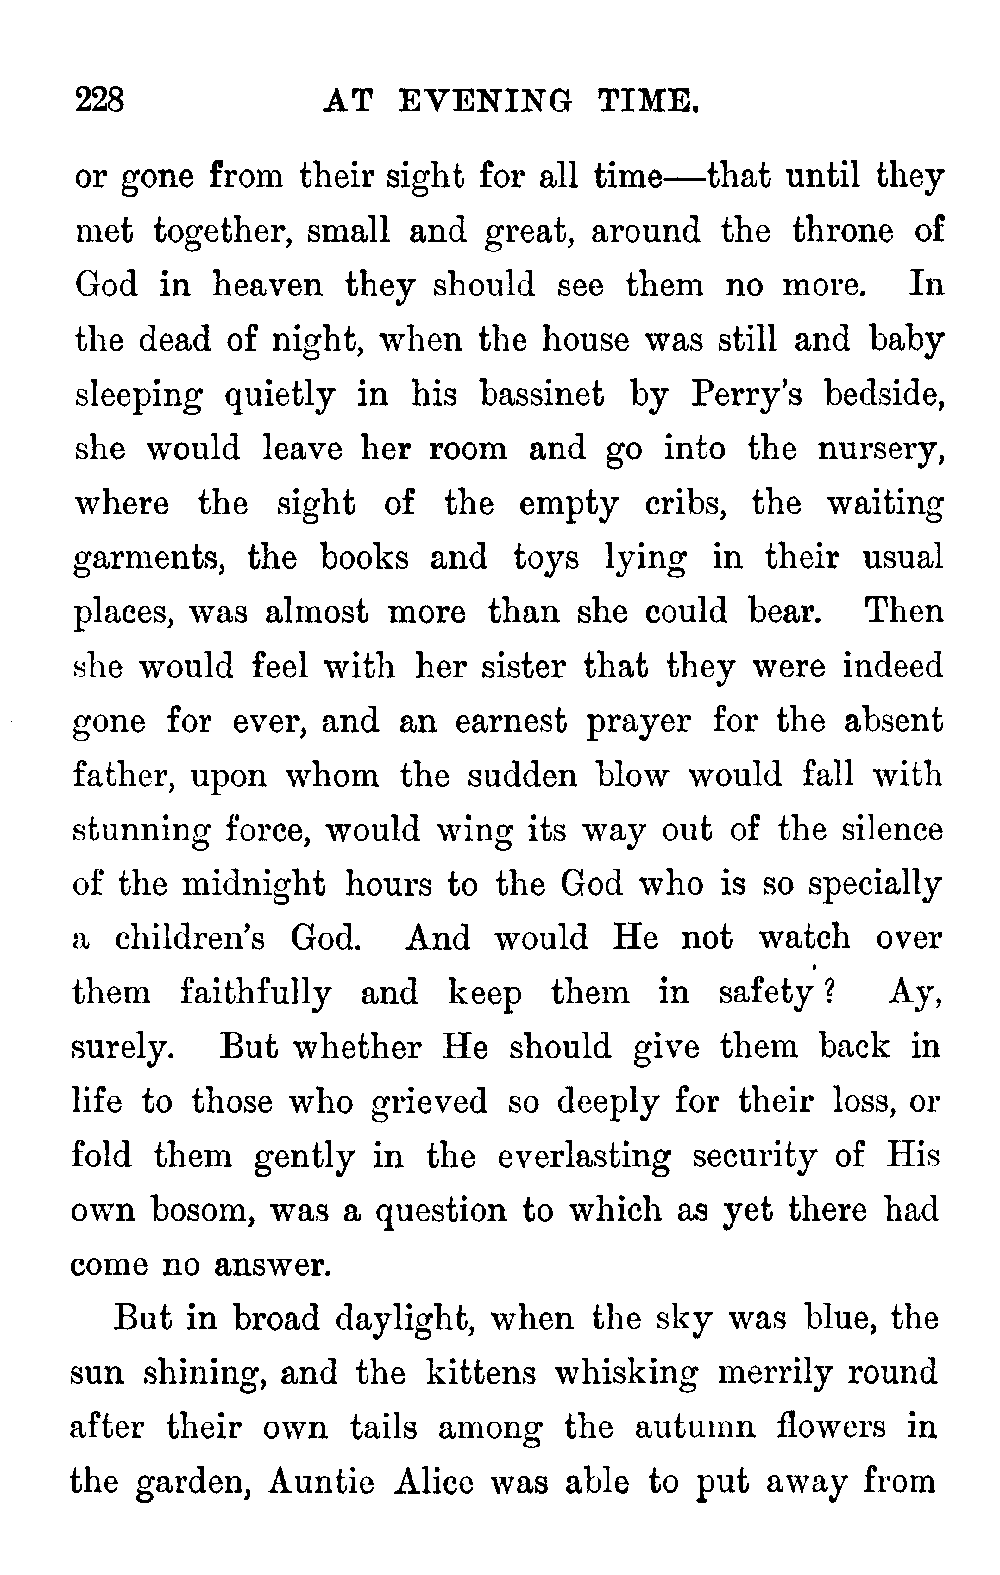 228 AT EVENING TIME.
or gone from their sight for all time—that until they
met together, small and great, around the throne of
God in heaven they should see them no more. In
the dead of night, when the house was still and baby
sleeping quietly in his bassinet by Perry's bedside,
she would leave her room and go into the nursery,
where the sight of the empty cribs, the waiting
garments, the books and toys lying in their usual
places, was almost more than she could bear. Then
she would feel with her sister that they were indeed
gone for ever, and an earnest prayer for the absent
father, upon whom the sudden blow would fall with
stunning force, would wing its way out of the silence
of the midnight hours to the God who is so specially
a children's God. And would He not watch over
them faithfully and keep them in safety? Ay,
surely. But whether He should give them back in
life to those who grieved so deeply for their loss, or
fold them gently in the everlasting security of His
own bosom, was a question to which as yet there had
come no answer.
But in broad daylight, when the sky was blue, the
sun shining, and the kittens whisking merrily round
after their own tails among the autumn flowers in
the garden, Auntie Alice was able to put away from